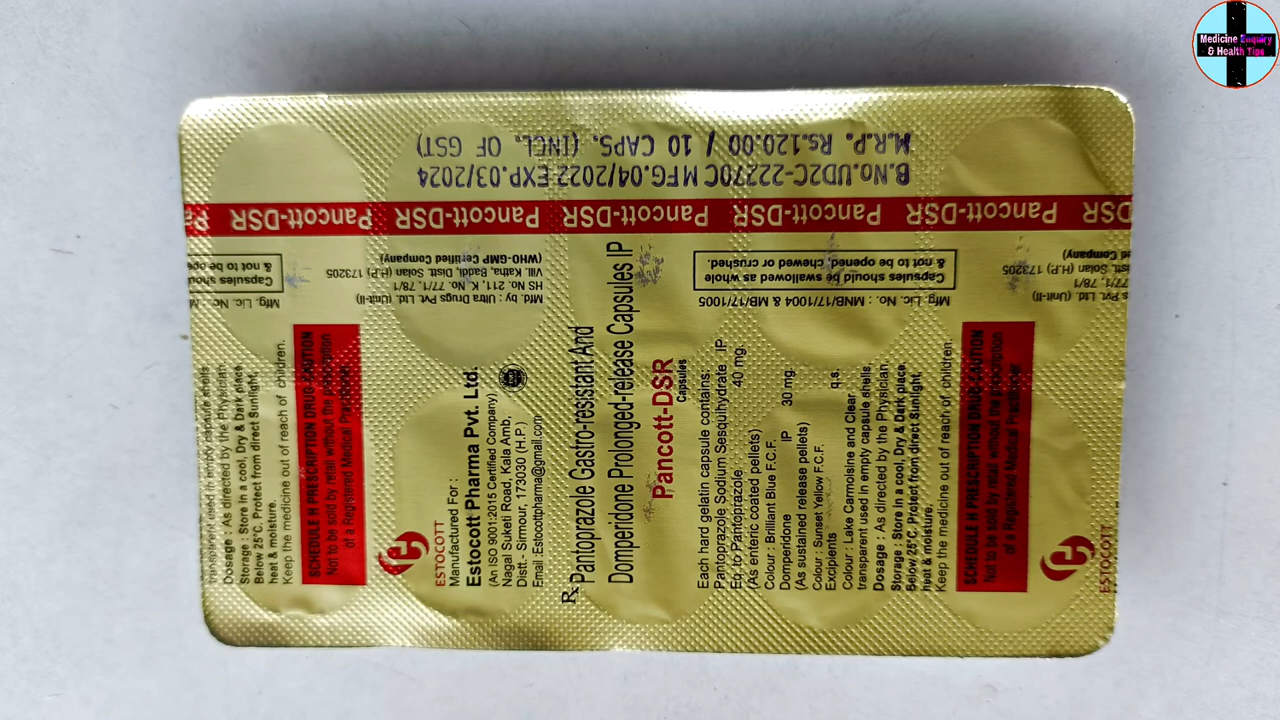 Medicine Enquiry
& Health Tips
M.R.P. Rs.120.00 / 10 CAPS. (INCL. OF GST)
B.No.UD2C-22270C MFG.04/2022 EXP.03/2024
Pa Pancott-DSR Pancott-DSR Pancott-DSR Pancott-DSR Pancott-DSR DSR
Capsules should
& not to be ope
Mfg. Lic. No
Mfd. by : Ultra Drugs Pvt. Ltd. (Unit-II)
HS No. 211, K. No. 77/1, 78/1
Vill. Katha, Baddi, Distt. Solan (H.P.) 173205
(WHO-GMP Certified Company)
Mfg. Lic. No. : MNB/17/1044 & MB/17/1005
Capsules should be swallowed as whole
& not to be opened, chewed or crushed.
s Pvt. Ltd. (Unit-II)
77/1, 78/1
istt. Solan (H.P.) 173205
ed Company)
transparent used in empty capsule shells.
Dosage : As directed by the Physician
Storage : Store in a cool, Dry & Dark place.
Below 25°C. Protect from direct Sunlight,
heat & moisture.
Keep the medicine out of reach of children.
SCHEDULE H PRESCRIPTION DRUG-CAUTION
Not to be sold by retail without the prescription
of a Registered Medical Practioner
ESTOCOTT
Manufactured For :
Estocott Pharma Pvt. Ltd.
(An ISO 9001:2015 Certified Company)
Nagal Suketi Road, Kala Amb,
Distt.- Sirmour, 173030 (H.P.)
Email :Estocottpharma@gmail.com
Rx Pantoprazole Gastro-resistant And
Domperidone Prolonged-release Capsules IP
Pancott-DSR
Capsules
Each hard gelatin capsule contains:
Pantoprazole Sodium Sesquihydrate IP
Eq. to Pantoprazole 40 mg.
(As enteric coated pellets)
Colour : Brilliant Blue F.C.F.
Domperidone IP 30 mg.
(As sustained release pellets)
Colour : Sunset Yellow F.C.F.
Excipients q.s.
Colour : Lake Carmoisine and Clear
transparent used in empty capsule shells.
Dosage : As directed by the Physician
Storage : Store in a cool, Dry & Dark place.
Below 25°C. Protect from direct Sunlight,
heat & moisture.
Keep the medicine out of reach of children.
SCHEDULE H PRESCRIPTION DRUG-CAUTION
Not to be sold by retail without the prescription
of a Registered Medical Practioner
ESTOCOTT